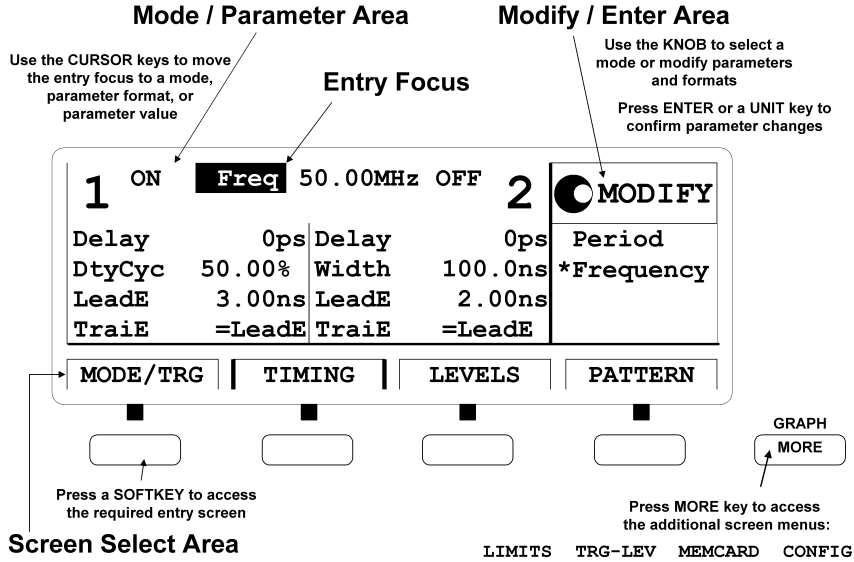 Mode / Parameter Area
Modify / Enter Area
Use the CURSOR keys to move
the entry focus to a mode,
parameter format, or
parameter value
Entry Focus
Use the KNOB to select a
mode or modify parameters
and formats
Press ENTER or a UNIT key to
confirm parameter changes
1 ON Freq 50.00MHz OFF 2 MODIFY
Delay 0ps Delay 0ps Period
DtyCyc 50.00% Width 100.0ns *Frequency
LeadE 3.00ns LeadE 2.00ns
TraiE =LeadE TraiE =LeadE
MODE/TRG TIMING LEVELS PATTERN
GRAPH
MORE
Press a SOFTKEY to access
the required entry screen
Press MORE key to access
the additional screen menus:
Screen Select Area
LIMITS TRG-LEV MEMCARD CONFIG